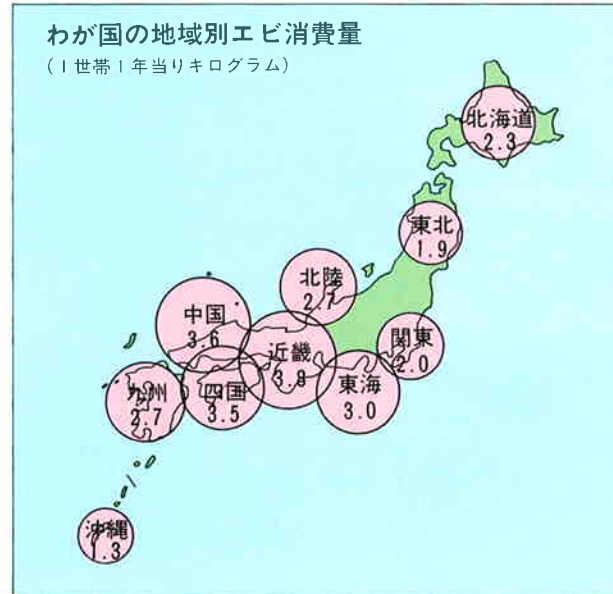 わが国の地域別エビ消費量
(1世帯1年当りキログラム)
北海道
2.3
東北
1.9
北陸
2.7
中国
3.6
関東
2.0
近畿
3.8
東海
3.0
九州
2.7
四国
3.5
沖縄
1.3